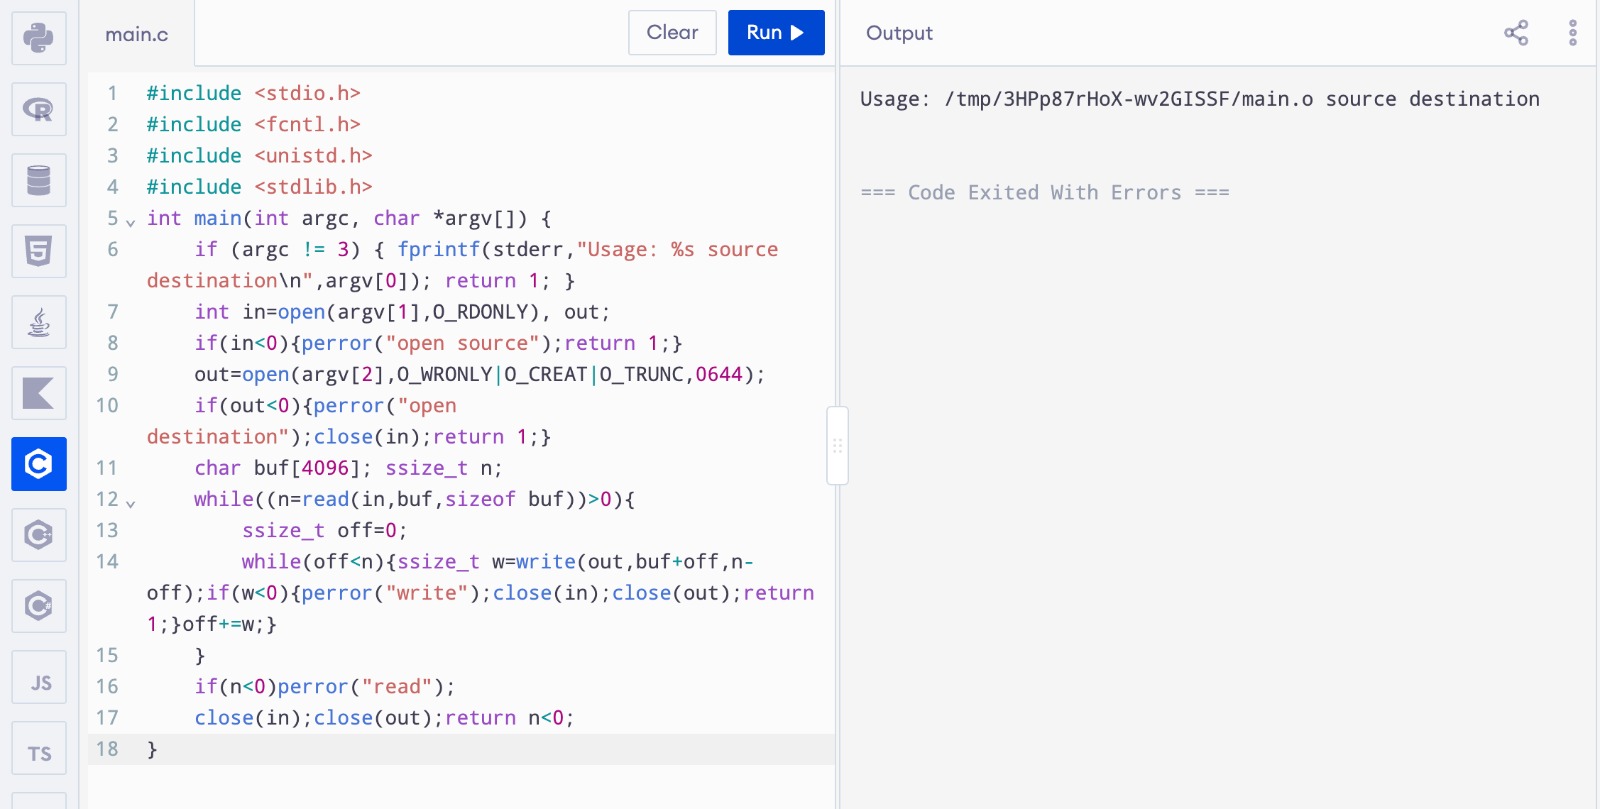 main.c
Clear
Run
Output
1 #include <stdio.h>
2 #include <fcntl.h>
3 #include <unistd.h>
4 #include <stdlib.h>
5 int main(int argc, char *argv[]) {
6     if (argc != 3) { fprintf(stderr,"Usage: %s source
destination\n",argv[0]); return 1; }
7     int in=open(argv[1],O_RDONLY), out;
8     if(in<0){perror("open source");return 1;}
9     out=open(argv[2],O_WRONLY|O_CREAT|O_TRUNC,0644);
10     if(out<0){perror("open
destination");close(in);return 1;}
11     char buf[4096]; ssize_t n;
12     while((n=read(in,buf,sizeof buf))>0){
13         ssize_t off=0;
14         while(off<n){ssize_t w=write(out,buf+off,n-
off);if(w<0){perror("write");close(in);close(out);return
1;}off+=w;}
15     }
16     if(n<0)perror("read");
17     close(in);close(out);return n<0;
18 }
Usage: /tmp/3HPp87rHoX-wv2GISSF/main.o source destination
=== Code Exited With Errors ===
R
5
C
C++
C#
JS
TS